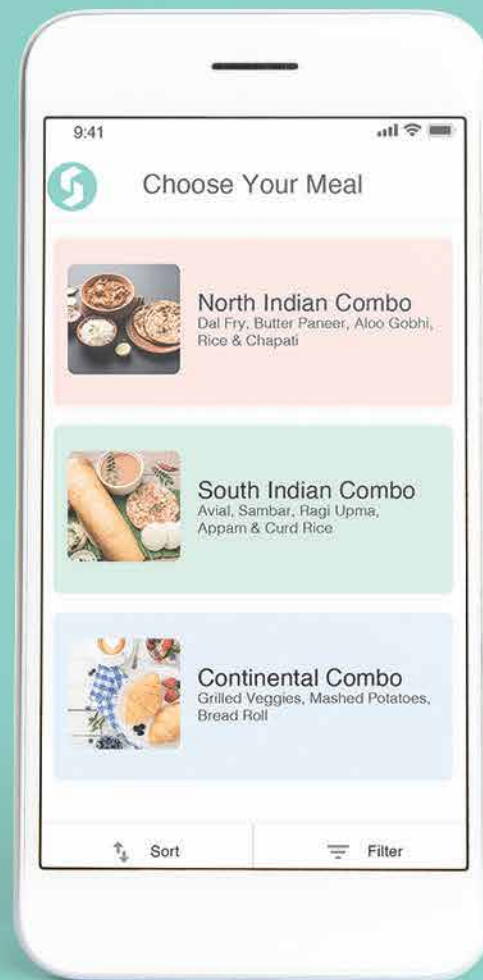 9:41
Choose Your Meal
North Indian Combo
Dal Fry, Butter Paneer, Aloo Gobhi,
Rice & Chapati
South Indian Combo
Avial, Sambar, Ragi Upma,
Appam & Curd Rice
Continental Combo
Grilled Veggies, Mashed Potatoes,
Bread Roll
Sort
Filter